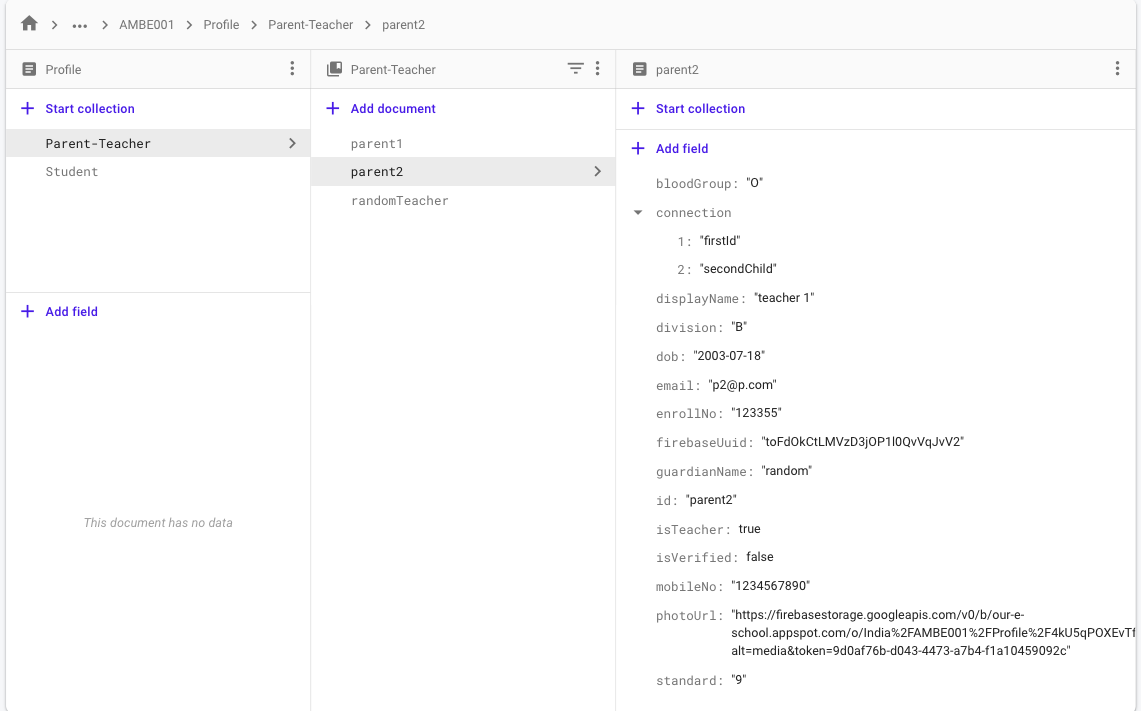 ... AMBE001 Profile Parent-Teacher parent2
Profile
Start collection
Parent-Teacher
Student
Add field
This document has no data
Parent-Teacher
Add document
parent1
parent2
randomTeacher
parent2
Start collection
Add field
bloodGroup: "O"
connection
1: "firstId"
2: "secondChild"
displayName: "teacher 1"
division: "B"
dob: "2003-07-18"
email: "p2@p.com"
enrollNo: "123355"
firebaseUuid: "toFdOkCtLMVzD3jOP1l0QvVqJvV2"
guardianName: "random"
id: "parent2"
isTeacher: true
isVerified: false
mobileNo: "1234567890"
photoUrl: "https://firebasestorage.googleapis.com/v0/b/our-e-
school.appspot.com/o/India%2FAMBE001%2FProfile%2F4kU5qPOXEvTf
alt=media&token=9d0af76b-d043-4473-a7b4-f1a10459092c"
standard: "9"